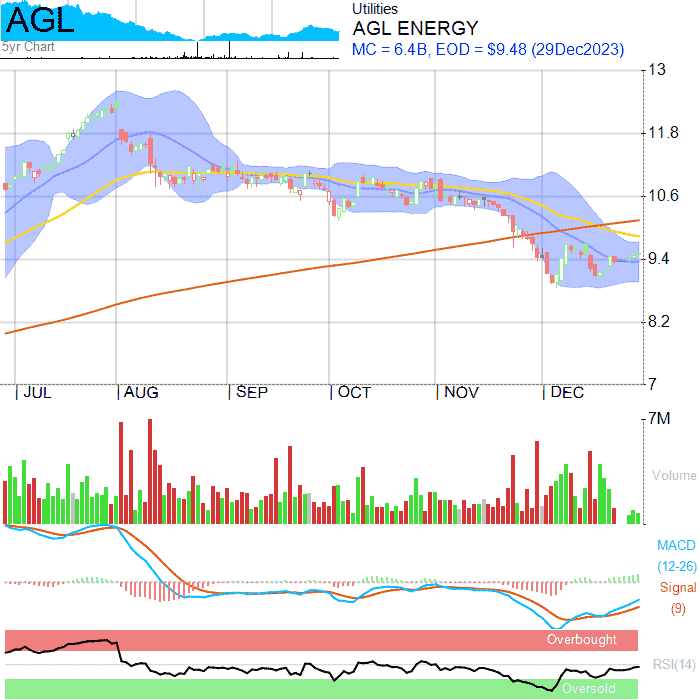 AGL
5yr Chart
Utilities
AGL ENERGY
MC = 6.4B, EOD = $9.48 (29Dec2023)
13
11.8
10.6
9.4
8.2
7
| JUL | AUG | SEP | OCT | NOV | DEC
7M
Volume
MACD
(12-26)
Signal
(9)
Overbought
RSI(14)
Oversold